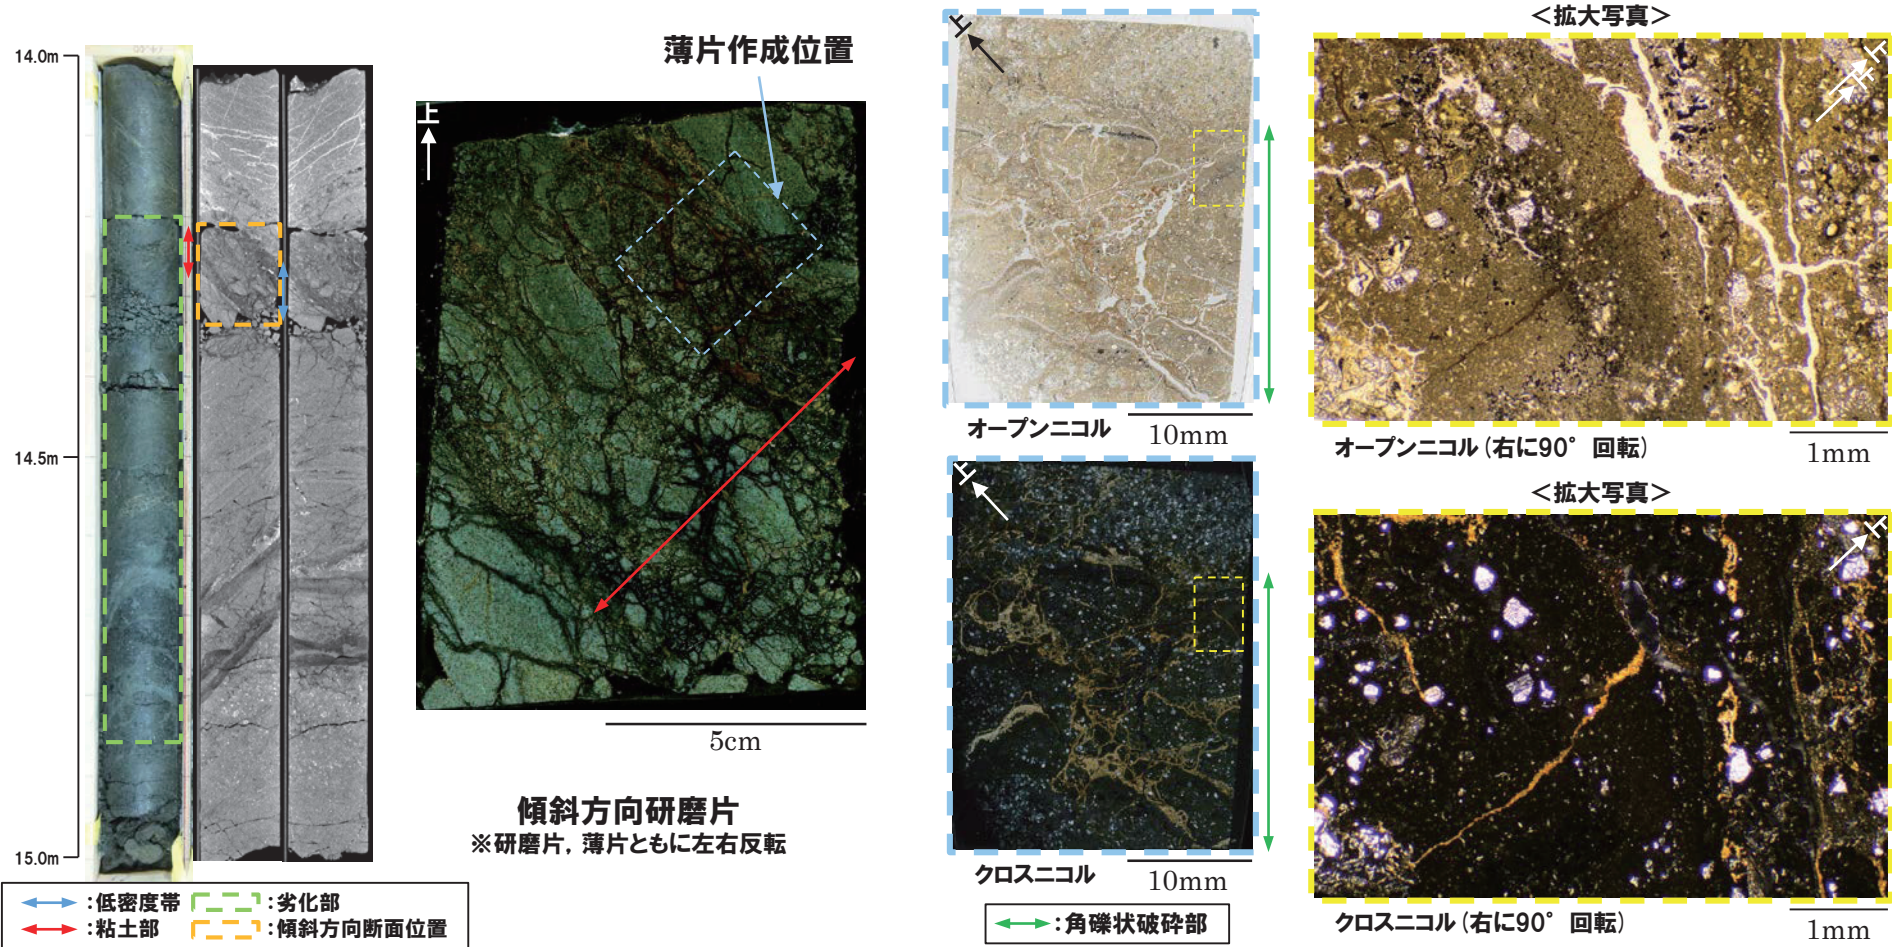 14.0m
14.5m
15.0m
:低密度帯
:劣化部
:粘土部
:傾斜方向断面位置
薄片作成位置
上
5cm
傾斜方向研磨片
※研磨片，薄片ともに左右反転
上
オープンニコル
10mm
上
クロスニコル
10mm
:角礫状破砕部
＜拡大写真＞
上
上
オープンニコル（右に90°回転）
1mm
＜拡大写真＞
上
クロスニコル（右に90°回転）
1mm